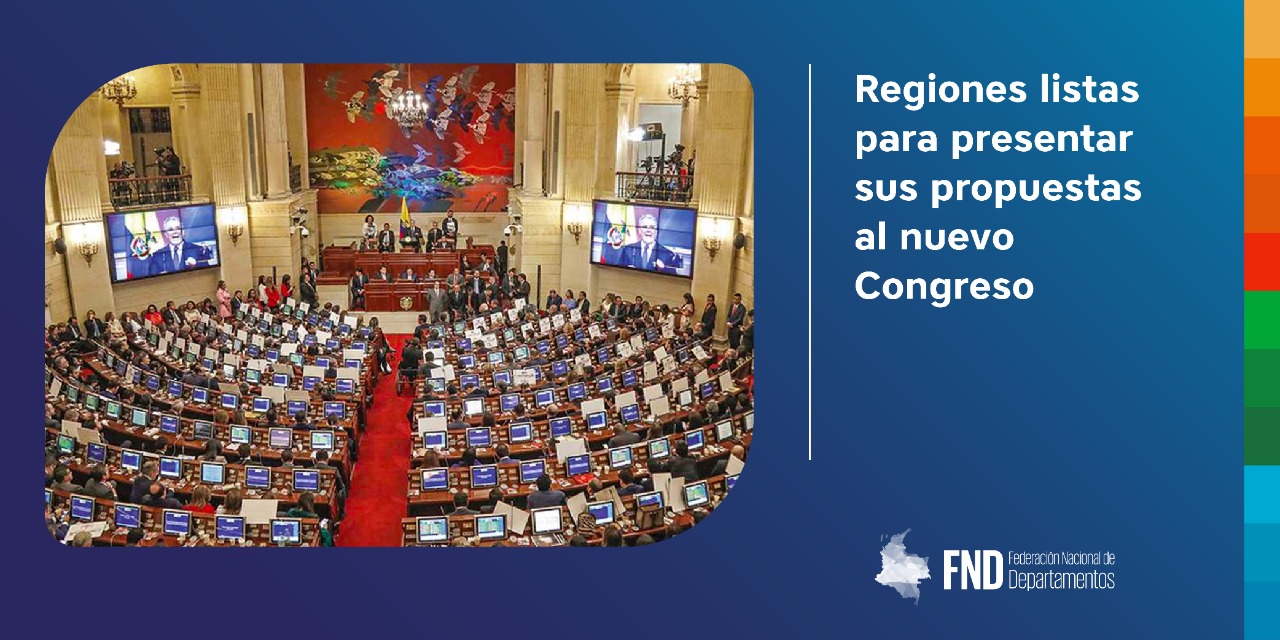 Regiones listas
para presentar
sus propuestas
al nuevo
Congreso
FND
Federación Nacional de
Departamentos